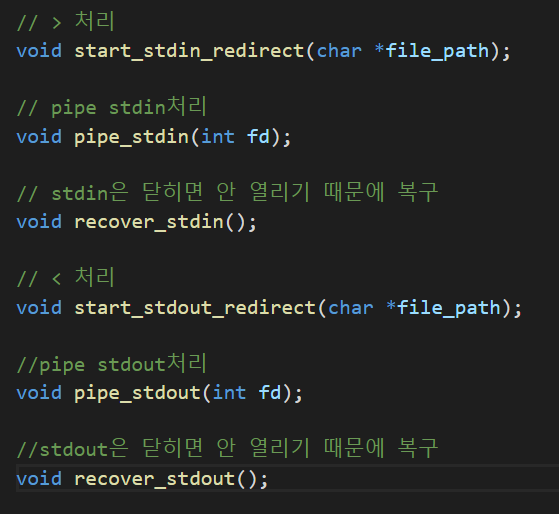 // > 처리
void start_stdin_redirect(char *file_path);
// pipe stdin처리
void pipe_stdin(int fd);
// stdin은 닫히면 안 열리기 때문에 복구
void recover_stdin();
// < 처리
void start_stdout_redirect(char *file_path);
//pipe stdout처리
void pipe_stdout(int fd);
//stdout은 닫히면 안 열리기 때문에 복구
void recover_stdout();